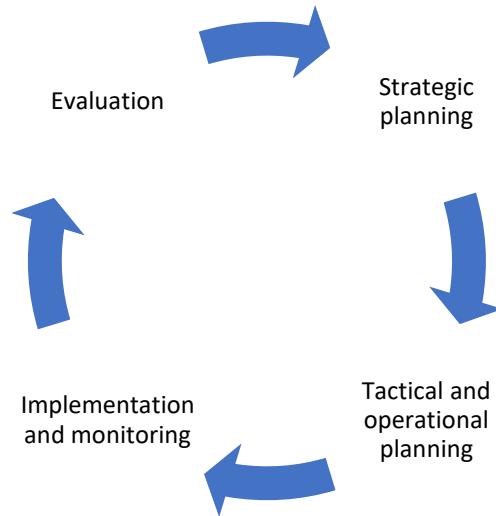 Evaluation
Strategic
planning
Tactical and
operational
planning
Implementation
and monitoring